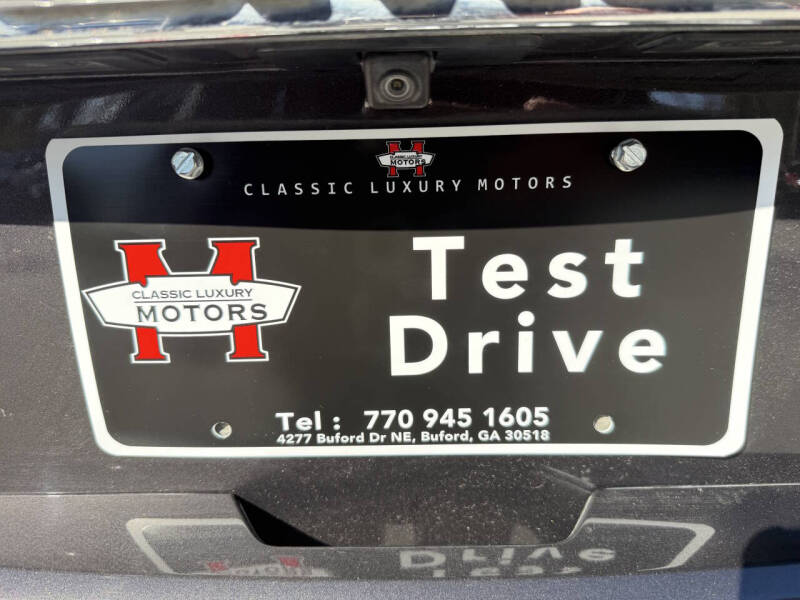 H
MOTORS
CLASSIC LUXURY MOTORS
H
CLASSIC LUXURY
MOTORS
Test
Drive
Tel : 770 945 1605
4277 Buford Dr NE, Buford, GA 30518